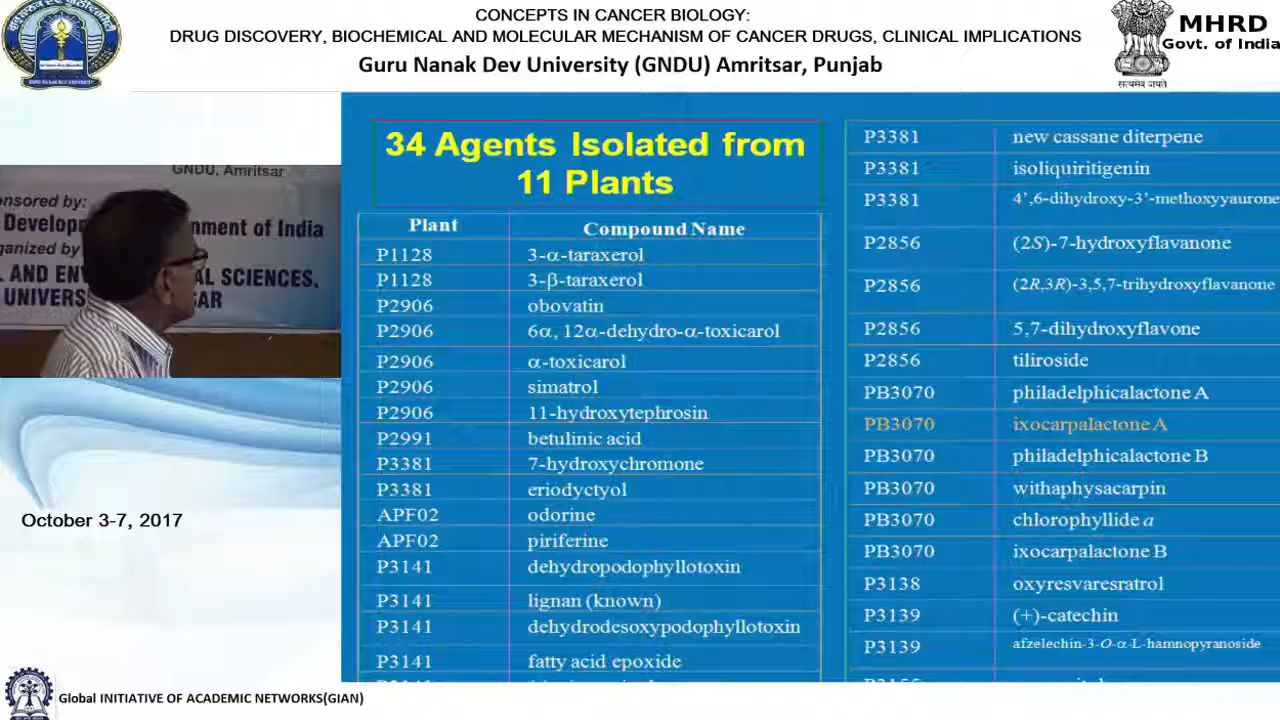 CONCEPTS IN CANCER BIOLOGY:
DRUG DISCOVERY, BIOCHEMICAL AND MOLECULAR MECHANISM OF CANCER DRUGS, CLINICAL IMPLICATIONS
Guru Nanak Dev University (GNDU) Amritsar, Punjab
सत्यमेव जयते
MHRD
Govt. of India
GNDU, Amritsar
onsored by:
Develop nment of India
ganized by
AND EN AL SCIENCES,
UNIVERS SAR
October 3-7, 2017
34 Agents Isolated from
11 Plants
Plant Compound Name
P1128 3-α-taraxerol
P1128 3-β-taraxerol
P2906 obovatin
P2906 6α, 12α-dehydro-α-toxicarol
P2906 α-toxicarol
P2906 simatrol
P2906 11-hydroxytephrosin
P2991 betulinic acid
P3381 7-hydroxychromone
P3381 eriodyctyol
APF02 odorine
APF02 piriferine
P3141 dehydropodophyllotoxin
P3141 lignan (known)
P3141 dehydrodesoxypodophyllotoxin
P3141 fatty acid epoxide
P3381 new cassane diterpene
P3381 isoliquiritigenin
P3381 4’,6-dihydroxy-3’-methoxyyaurone
P2856 (2S)-7-hydroxyflavanone
P2856 (2R,3R)-3,5,7-trihydroxyflavanone
P2856 5,7-dihydroxyflavone
P2856 tiliroside
PB3070 philadelphicalactone A
PB3070 ixocarpalactone A
PB3070 philadelphicalactone B
PB3070 withaphysacarpin
PB3070 chlorophyllide a
PB3070 ixocarpalactone B
P3138 oxyresvaresratrol
P3139 (+)-catechin
P3139 afzelechin-3-O-α-L-hamnopyranoside
Global INITIATIVE OF ACADEMIC NETWORKS(GIAN)